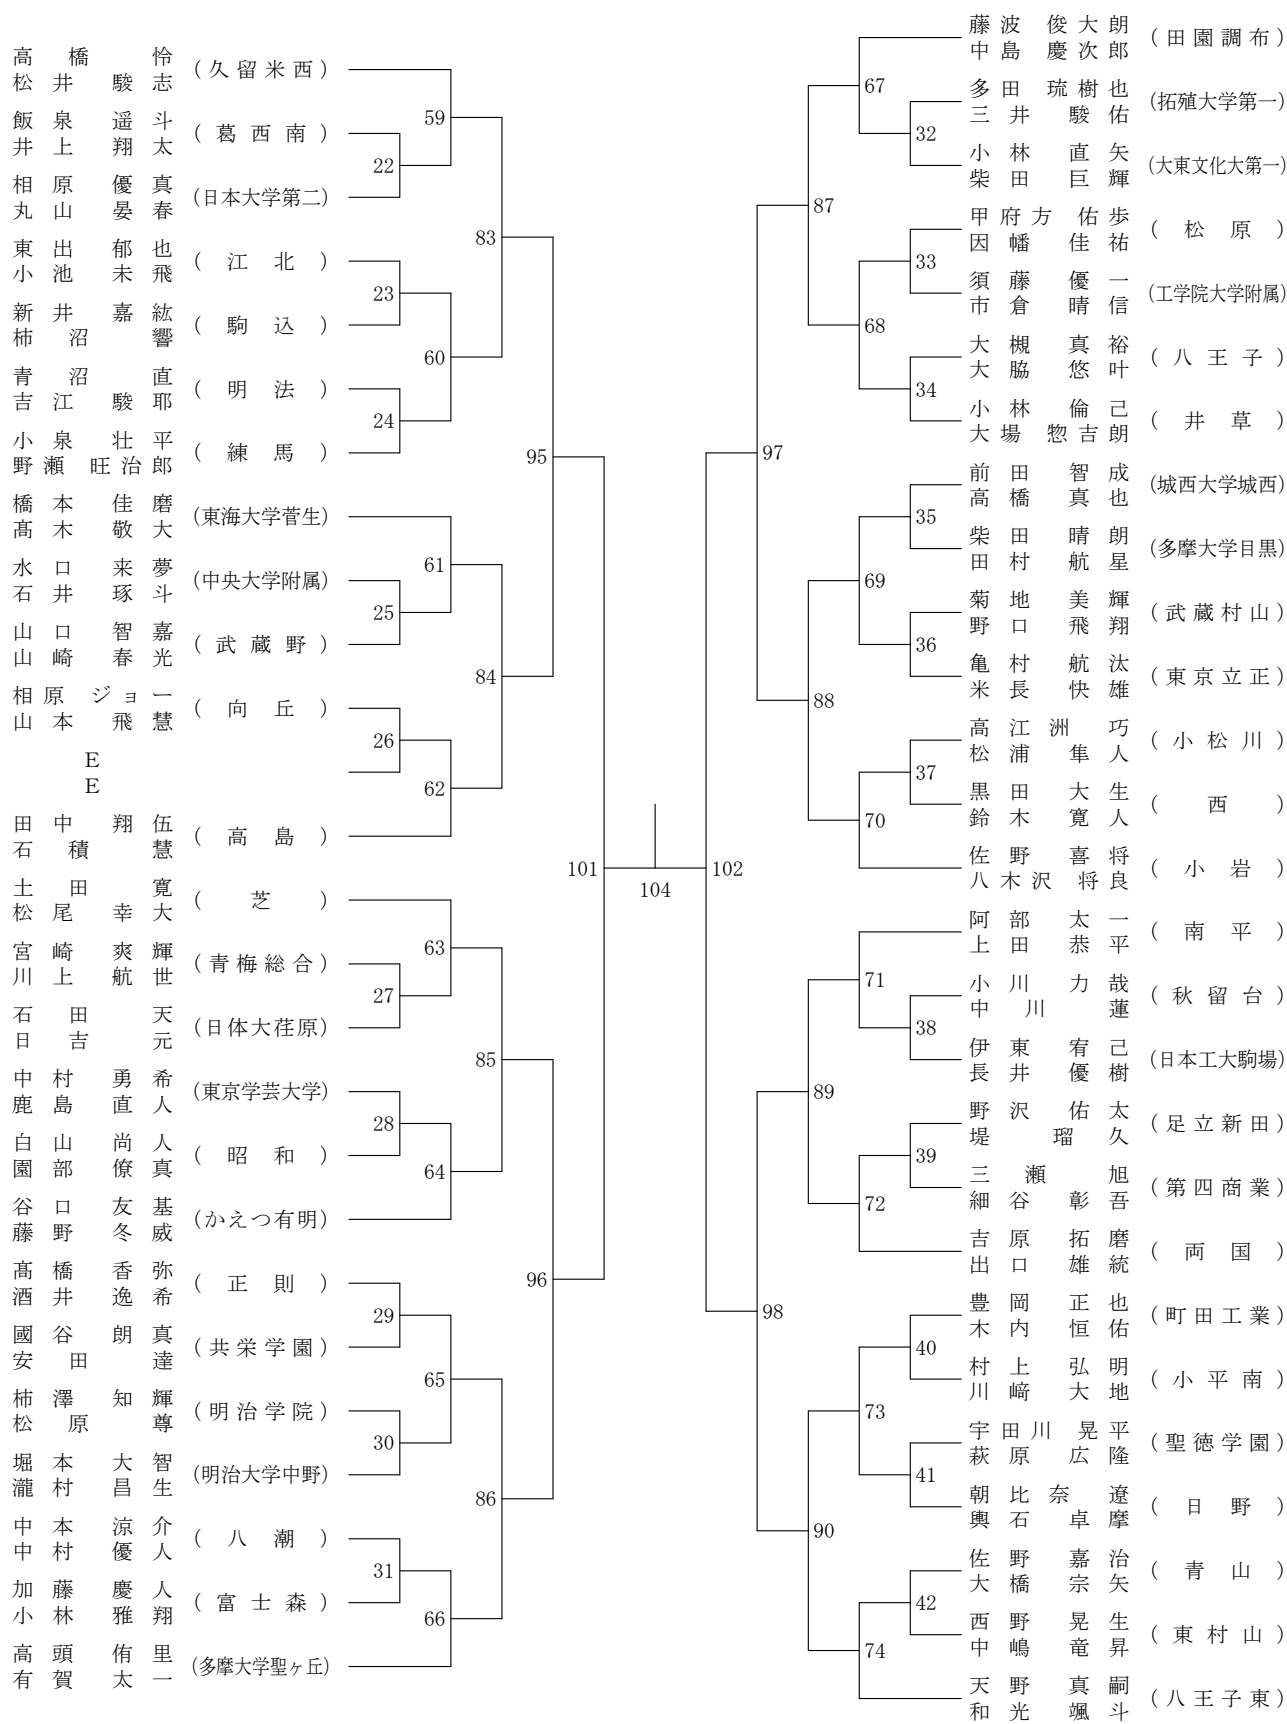 高橋 怜
松井 駿志
(久留米西)
飯泉 遥斗
井上 翔太
(葛西南)
相原 優真
丸山 晏春
(日本大学第二)
東出 郁也
小池 未飛
(江北)
新井 嘉紘
柿沼 響
(駒込)
青沼 直
吉江 駿耶
(明法)
小泉 壮平
野瀬 旺治郎
(練馬)
橋本 佳磨
髙木 敬大
(東海大学菅生)
水口 来夢
石井 琢斗
(中央大学附属)
山口 智嘉
山崎 春光
(武蔵野)
相原 ジョー
山本 飛慧
(向丘)
E
E
田中 翔伍
石積 慧
(高島)
土田 寛
松尾 幸大
(芝)
宮崎 爽輝
川上 航世
(青梅総合)
石田 天
日吉 元
(日体大荏原)
中村 勇希
鹿島 直人
(東京学芸大学)
白山 尚人
園部 僚真
(昭和)
谷口 友基
藤野 冬威
(かえつ有明)
髙橋 香弥
酒井 逸希
(正則)
國谷 朗真
安田 達
(共栄学園)
柿澤 知輝
松原 尊
(明治学院)
堀本 大智
瀧村 昌生
(明治大学中野)
中本 涼介
中村 優人
(八潮)
加藤 慶人
小林 雅翔
(富士森)
高頭 侑里
有賀 太一
(多摩大学聖ヶ丘)
22
23
24
25
26
27
28
29
30
31
59
60
61
62
63
64
65
66
83
84
85
86
95
96
101
104
102
97
98
87
88
89
90
67
68
69
70
71
72
73
74
32
33
34
35
36
37
38
39
40
41
42
藤波 俊大朗
中島 慶次郎
(田園調布)
多田 琉樹也
三井 駿佑
(拓殖大学第一)
小林 直矢
柴田 巨輝
(大東文化大第一)
甲府方 佑歩
因幡 佳祐
(松原)
須藤 優一
市倉 晴信
(工学院大学附属)
大槻 真裕
大脇 悠叶
(八王子)
小林 倫己
大場 惣吉朗
(井草)
前田 智成
高橋 真也
(城西大学城西)
柴田 晴朗
田村 航星
(多摩大学目黒)
菊地 美輝
野口 飛翔
(武蔵村山)
亀村 航汰
米長 快雄
(東京立正)
高江洲 巧
松浦 隼人
(小松川)
黒田 大生
鈴木 寛人
(西)
佐野 喜将
八木沢 将良
(小岩)
阿部 太一
上田 恭平
(南平)
小川 力哉
中川 蓮
(秋留台)
伊東 宥己
長井 優樹
(日本工大駒場)
野沢 佑太
堤 瑠久
(足立新田)
三瀬 旭
細谷 彰吾
(第四商業)
吉原 拓磨
出口 雄統
(両国)
豊岡 正也
木内 恒佑
(町田工業)
村上 弘明
川﨑 大地
(小平南)
宇田川 晃平
萩原 広隆
(聖徳学園)
朝比奈 遼
輿石 卓摩
(日野)
佐野 嘉治
大橋 宗矢
(青山)
西野 晃生
中嶋 竜昇
(東村山)
天野 真嗣
和光 颯斗
(八王子東)